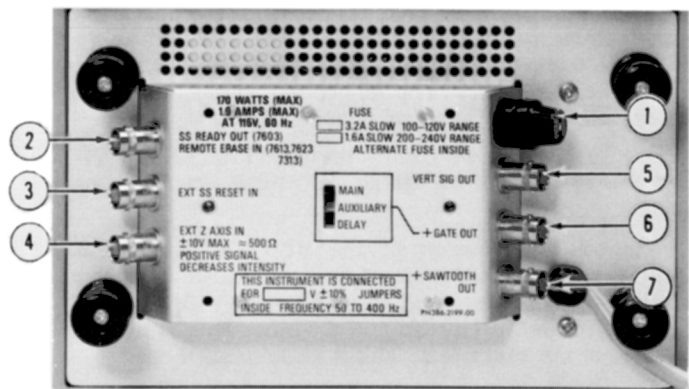 170 WATTS (MAX)
1.9 AMPS (MAX)
AT 115V, 60 Hz
FUSE
3.2A SLOW 100–120V RANGE
1.6A SLOW 200–240V RANGE
ALTERNATE FUSE INSIDE
SS READY OUT (7603)
REMOTE ERASE IN (7613,7623
7313)
EXT SS RESET IN
EXT Z AXIS IN
±10V MAX ≈500Ω
POSITIVE SIGNAL
DECREASES INTENSITY
MAIN
AUXILIARY
DELAY
VERT SIG OUT
+GATE OUT
+SAWTOOTH
OUT
THIS INSTRUMENT IS CONNECTED
FOR V ±10% JUMPERS
INSIDE FREQUENCY 50 TO 400 Hz
PN386-2199-00
1
2
3
4
5
6
7